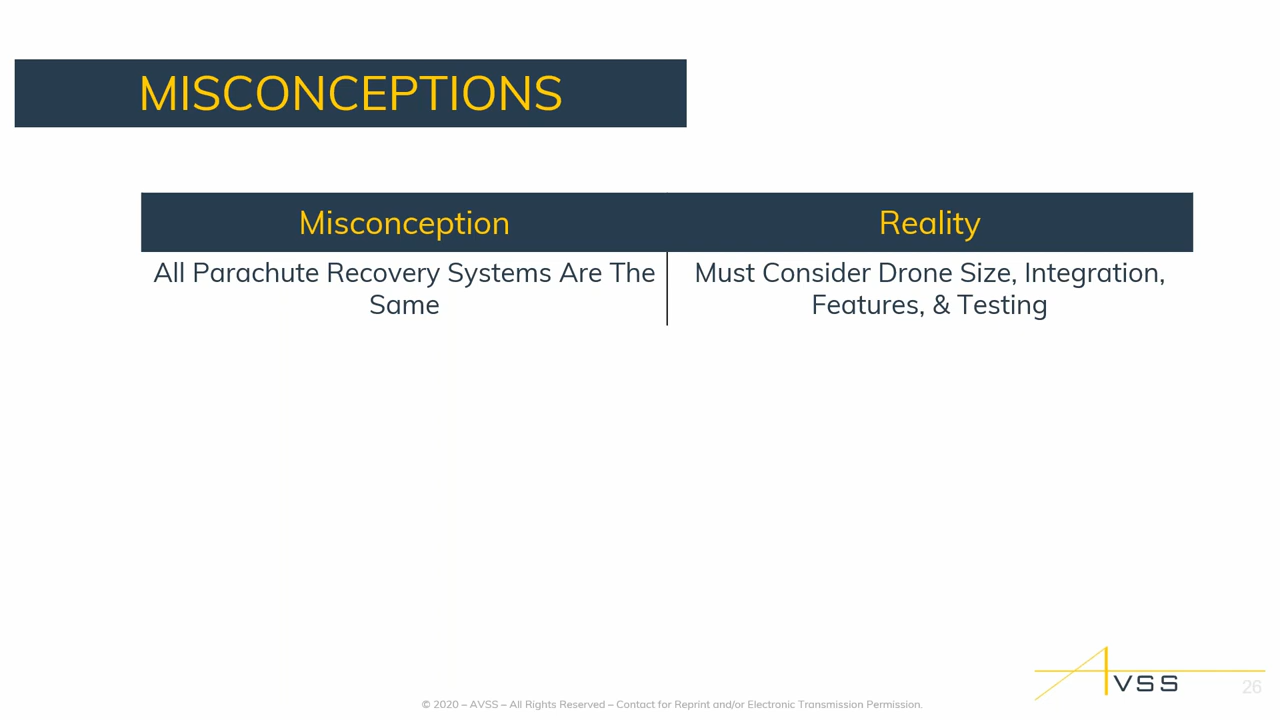 MISCONCEPTIONS
Misconception
Reality
All Parachute Recovery Systems Are The
Same
Must Consider Drone Size, Integration,
Features, & Testing
AVSS
26
© 2020 – AVSS – All Rights Reserved – Contact for Reprint and/or Electronic Transmission Permission.